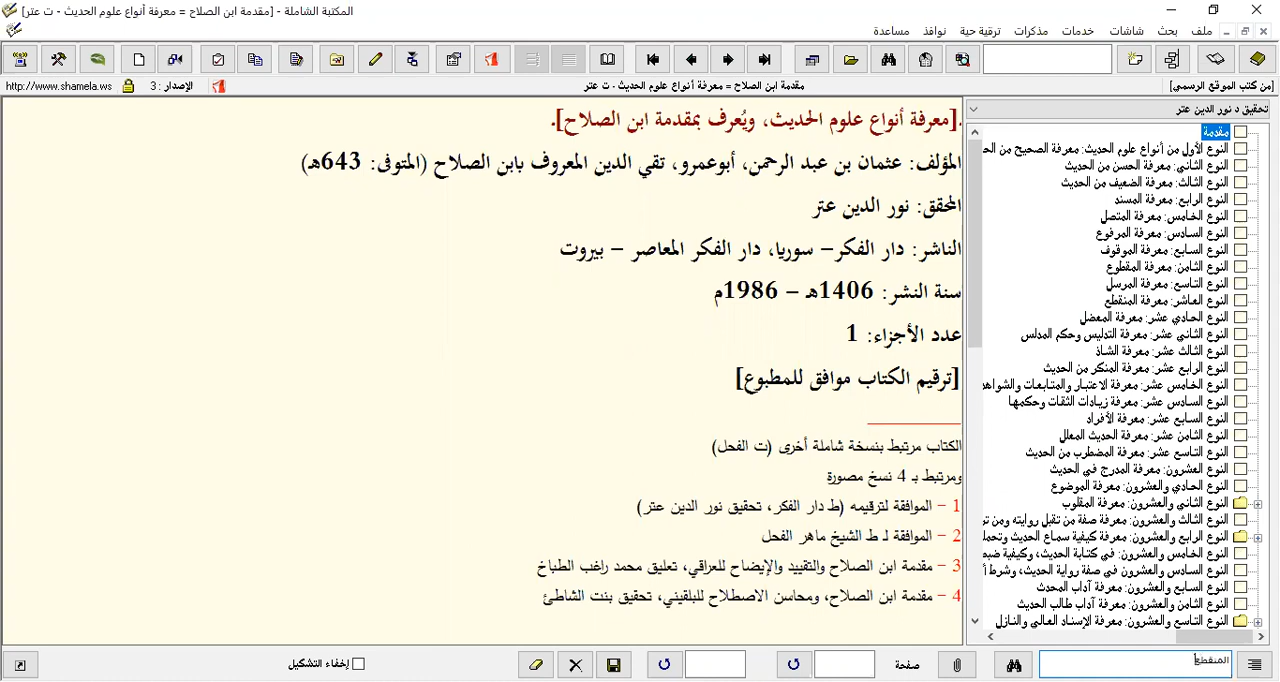 المكتبة الشاملة - [مقدمة ابن الصلاح = معرفة أنواع علوم الحديث - ت عتر]
ملف بحث شاشات خدمات مذكرات ترقية حية نوافذ مساعدة
[من كتب الموقع الرسمي]
مقدمة ابن الصلاح = معرفة أنواع علوم الحديث - ت عتر
الإصدار: 3
http://www.shamela.ws
تحقيق د نور الدين عتر
مقدمة
النوع الأول من أنواع علوم الحديث: معرفة الصحيح من الحد
النوع الثاني: معرفة الحسن من الحديث
النوع الثالث: معرفة الضعيف من الحديث
النوع الرابع: معرفة المسند
النوع الخامس: معرفة المتصل
النوع السادس: معرفة المرفوع
النوع السابع: معرفة الموقوف
النوع الثامن: معرفة المقطوع
النوع التاسع: معرفة المرسل
النوع العاشر: معرفة المنقطع
النوع الحادي عشر: معرفة المعضل
النوع الثاني عشر: معرفة التدليس وحكم المدلس
النوع الثالث عشر: معرفة الشاذ
النوع الرابع عشر: معرفة المنكر من الحديث
النوع الخامس عشر: معرفة الاعتبار والمتابعات والشواهد
النوع السادس عشر: معرفة زيادات الثقات وحكمها
النوع السابع عشر: معرفة الأفراد
النوع الثامن عشر: معرفة الحديث المعلل
النوع التاسع عشر: معرفة المضطرب من الحديث
النوع العشرون: معرفة المدرج في الحديث
النوع الحادي والعشرون: معرفة الموضوع
النوع الثاني والعشرون: معرفة المقلوب
النوع الثالث والعشرون: معرفة صفة من تقبل روايته ومن تر
النوع الرابع والعشرون: معرفة كيفية سماع الحديث وتحمل
النوع الخامس والعشرون: في كتابة الحديث، وكيفية ضبط
النوع السادس والعشرون: في صفة رواية الحديث، وشرط أ
النوع السابع والعشرون: معرفة آداب المحدث
النوع الثامن والعشرون: معرفة آداب طالب الحديث
النوع التاسع والعشرون: معرفة الإسناد العالي والنازل
.[معرفة أنواع علوم الحديث، ويُعرف بمقدمة ابن الصلاح].
المؤلف: عثمان بن عبد الرحمن، أبوعمرو، تقي الدين المعروف بابن الصلاح (المتوفى: 643هـ)
المحقق: نور الدين عتر
الناشر: دار الفكر- سوريا، دار الفكر المعاصر – بيروت
سنة النشر: 1406هـ – 1986م
عدد الأجزاء: 1
[ترقيم الكتاب موافق للمطبوع]
الكتاب مرتبط بنسخة شاملة أخرى (ت الفحل)
ومرتبط بـ 4 نسخ مصورة
1 - الموافقة لترقيمه (ط دار الفكر، تحقيق نور الدين عتر)
2 - الموافقة لـ ط الشيخ ماهر الفحل
3 - مقدمة ابن الصلاح والتقييد والإيضاح للعراقي، تعليق محمد راغب الطباخ
4 - مقدمة ابن الصلاح، ومحاسن الاصطلاح للبلقيني، تحقيق بنت الشاطئ
المنقطع
صفحة
إخفاء التشكيل